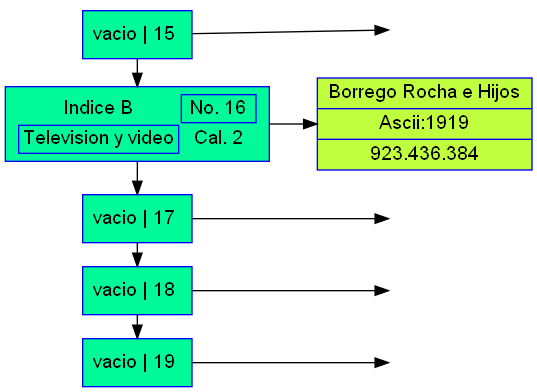 vacio | 15
Indice B No. 16
Television y video Cal. 2
Borrego Rocha e Hijos
Ascii:1919
923.436.384
vacio | 17
vacio | 18
vacio | 19